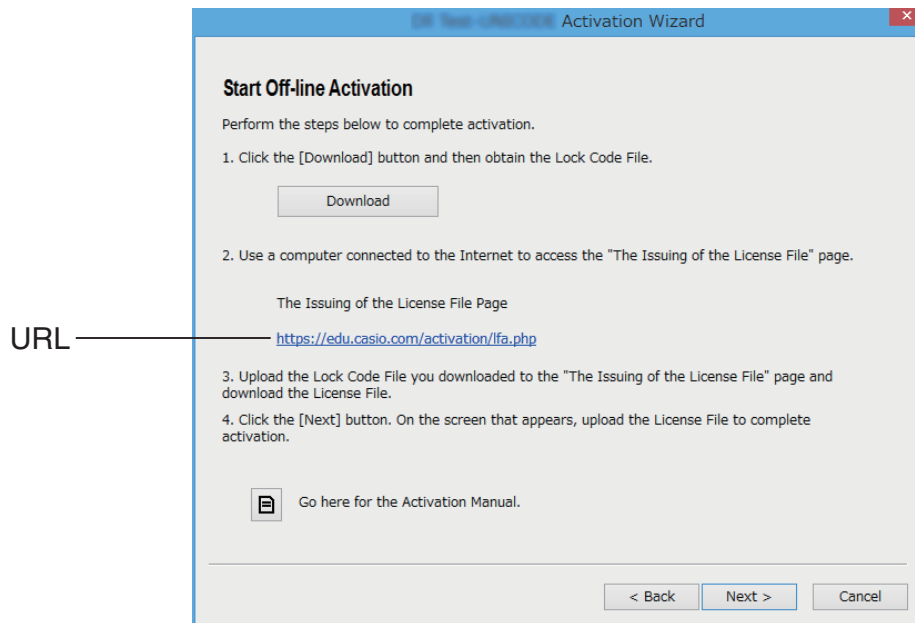 Activation Wizard
Start Off-line Activation
Perform the steps below to complete activation.
1. Click the [Download] button and then obtain the Lock Code File.
Download
2. Use a computer connected to the Internet to access the "The Issuing of the License File" page.
The Issuing of the License File Page
URL
https://edu.casio.com/activation/lfa.php
3. Upload the Lock Code File you downloaded to the "The Issuing of the License File" page and
download the License File.
4. Click the [Next] button. On the screen that appears, upload the License File to complete
activation.
Go here for the Activation Manual.
< Back
Next >
Cancel